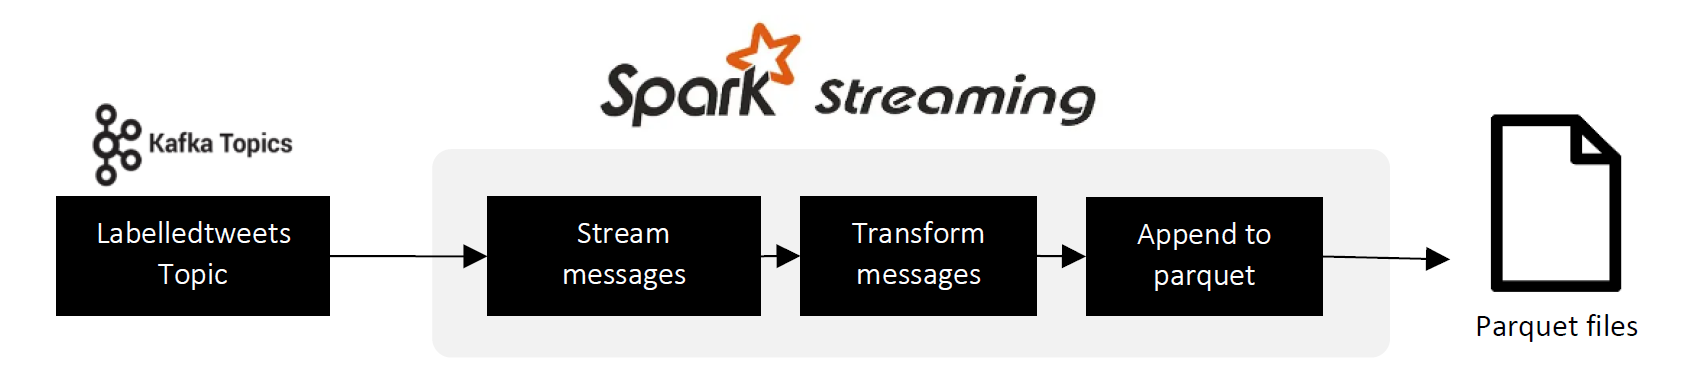 Spark Streaming
Kafka Topics
Labelledtweets
Topic
Stream
messages
Transform
messages
Append to
parquet
Parquet files